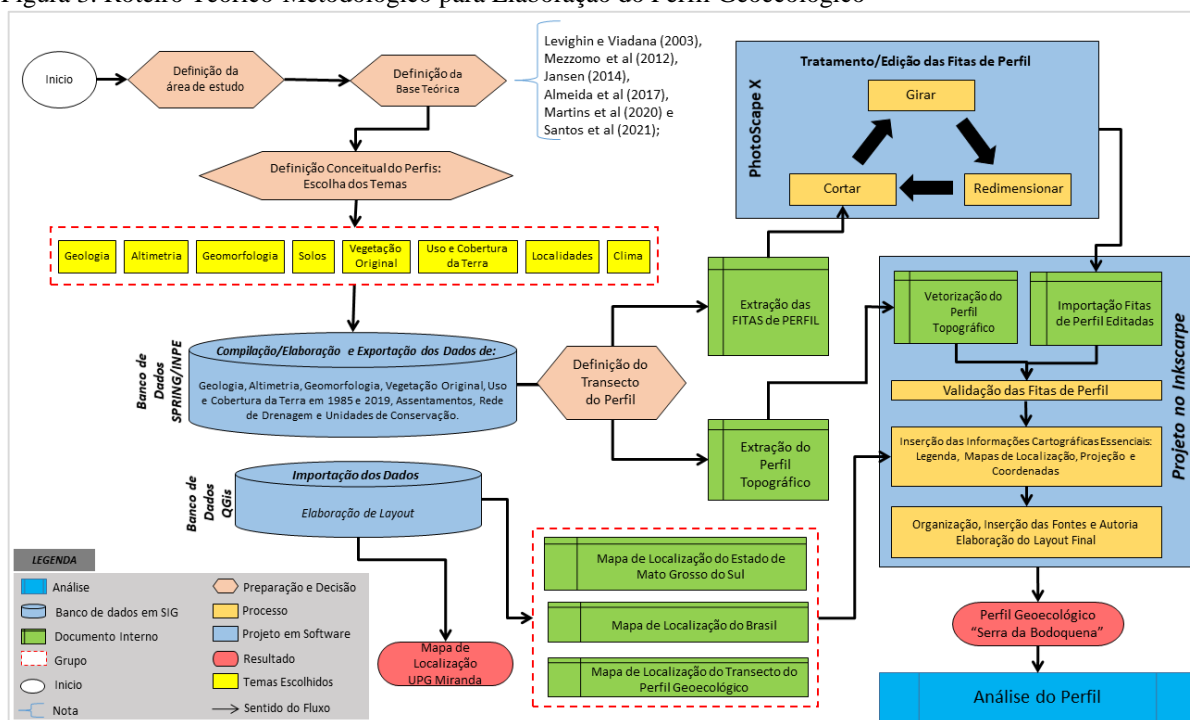 Figura 3: Roteiro Teórico-Metodológico para Elaboração do Perfil Geoecológico
Inicio
Definição da
área de estudo
Definição da
Base Teórica
Levighin e Viadana (2003),
Mezzomo et al (2012),
Jansen (2014),
Almeida et al (2017),
Martins et al (2020) e
Santos et al (2021);
Definição Conceitual do Perfis:
Escolha dos Temas
Geologia
Altimetria
Geomorfologia
Solos
Vegetação
Original
Uso e Cobertura
da Terra
Localidades
Clima
Banco de
Dados
SPRING/INPE
Compilação/Elaboração e Exportação dos Dados de:
Geologia, Altimetria, Geomorfologia, Vegetação Original, Uso
e Cobertura da Terra em 1985 e 2019, Assentamentos, Rede
de Drenagem e Unidades de Conservação.
Definição do
Transecto
do Perfil
Extração das
FITAS de PERFIL
Extração do
Perfil
Topográfico
PhotoScape X
Tratamento/Edição das Fitas de Perfil
Girar
Cortar
Redimensionar
Projeto no Inkscarpe
Vetorização do
Perfil
Topográfico
Importação Fitas
de Perfil Editadas
Validação das Fitas de Perfil
Inserção das Informações Cartográficas Essenciais:
Legenda, Mapas de Localização, Projeção e
Coordenadas
Organização, Inserção das Fontes e Autoria
Elaboração do Layout Final
Perfil Geoecológico
"Serra da Bodoquena"
Análise do Perfil
Banco de
Dados
QGis
Importação dos Dados
Elaboração de Layout
Mapa de
Localização
UPG Miranda
Mapa de Localização do Estado de
Mato Grosso do Sul
Mapa de Localização do Brasil
Mapa de Localização do Transecto do
Perfil Geoecológico
LEGENDA
Análise
Banco de dados em SIG
Documento Interno
Grupo
Inicio
Nota
Preparação e Decisão
Processo
Projeto em Software
Resultado
Temas Escolhidos
Sentido do Fluxo